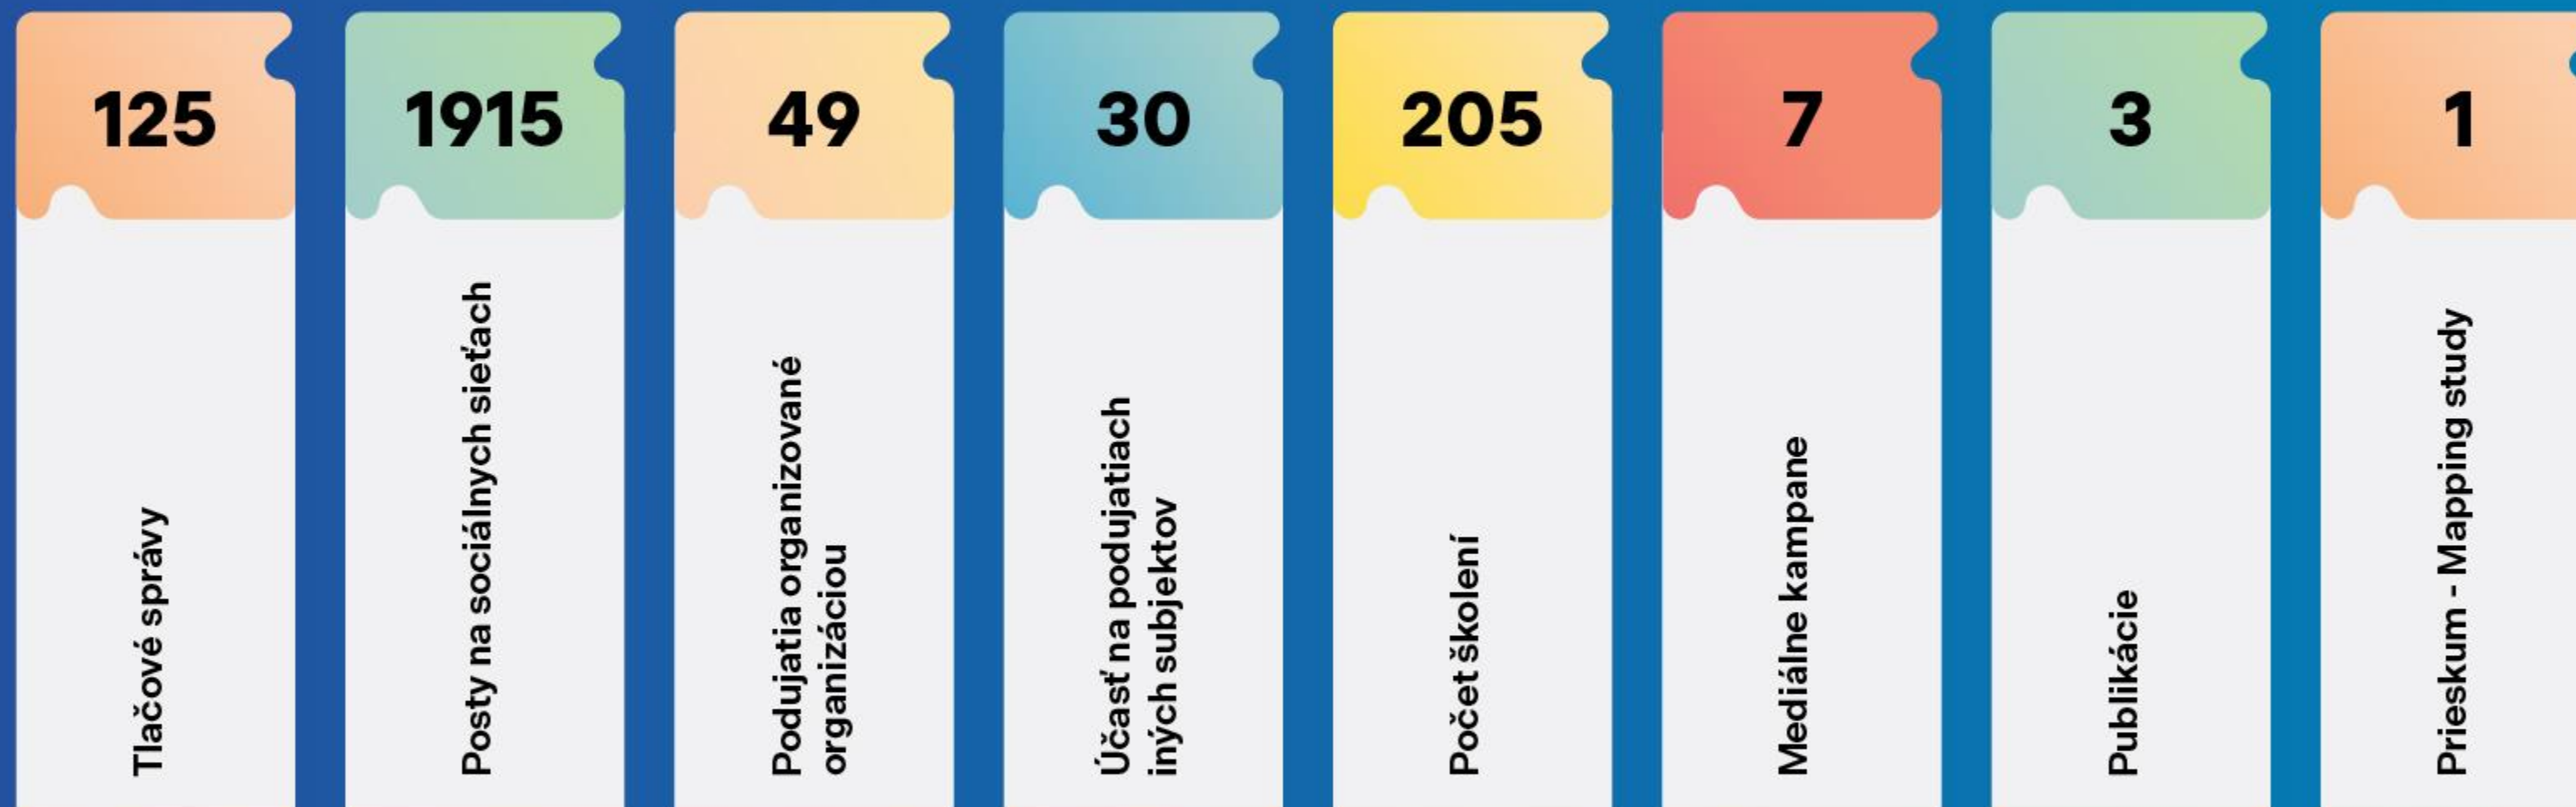 125
Tlačové správy
1915
Posty na sociálnych sieťach
49
Podujatia organizované
organizáciou
30
Účasť na podujatiach
iných subjektov
205
Počet školení
7
Mediálne kampane
3
Publikácie
1
Prieskum - Mapping study